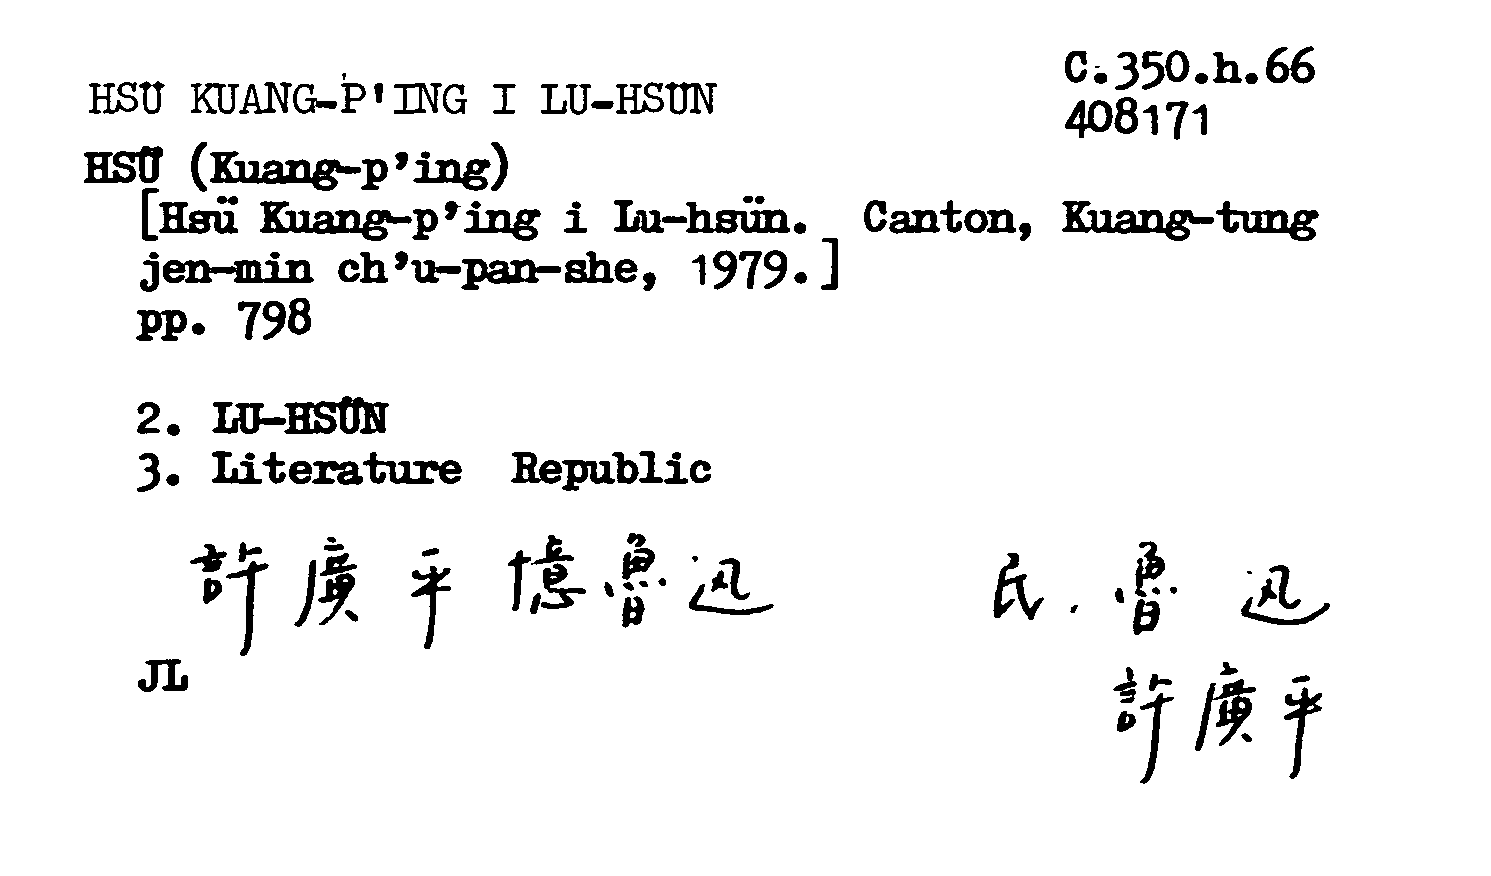 HSÜ KUANG-P'ING I LU-HSÜN
C.350.h.66
408171
HSÜ (Kuang-p'ing)
[Hsü Kuang-p'ing i Lu-hsün. Canton, Kuang-tung
jen-min ch'u-pan-she, 1979.]
pp. 798
2. LU-HSÜN
3. Literature Republic
許廣平憶魯迅
民. 魯迅
JL
許廣平